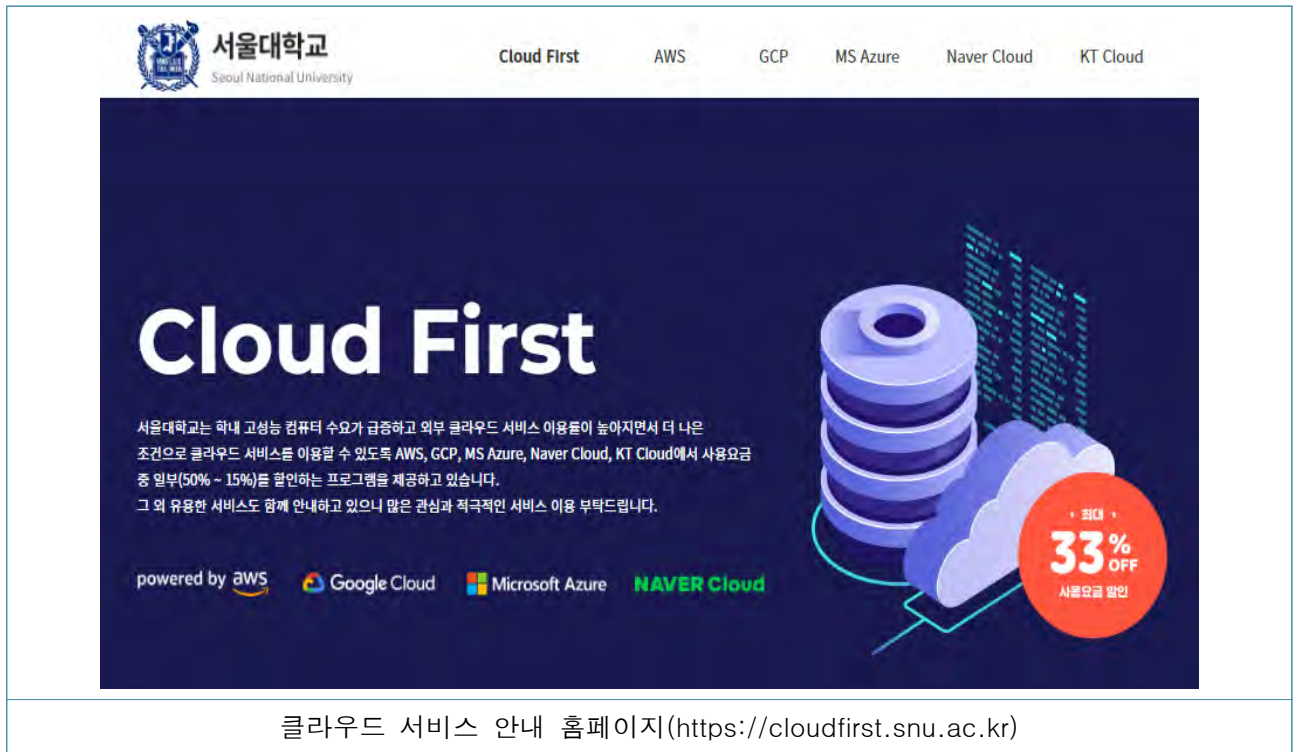 서울대학교
Seoul National University
Cloud First
AWS
GCP
MS Azure
Naver Cloud
KT Cloud
Cloud First
서울대학교는 학내 고성능 컴퓨터 수요가 급증하고 외부 클라우드 서비스 이용률이 높아지면서 더 나은
조건으로 클라우드 서비스를 이용할 수 있도록 AWS, GCP, MS Azure, Naver Cloud, KT Cloud에서 사용요금
중 일부(50% ~ 15%)를 할인하는 프로그램을 제공하고 있습니다.
그 외 유용한 서비스도 함께 안내하고 있으니 많은 관심과 적극적인 서비스 이용 부탁드립니다.
최대
33% OFF
사용요금 할인
powered by aws
Google Cloud
Microsoft Azure
NAVER Cloud
클라우드 서비스 안내 홈페이지(https://cloudfirst.snu.ac.kr)